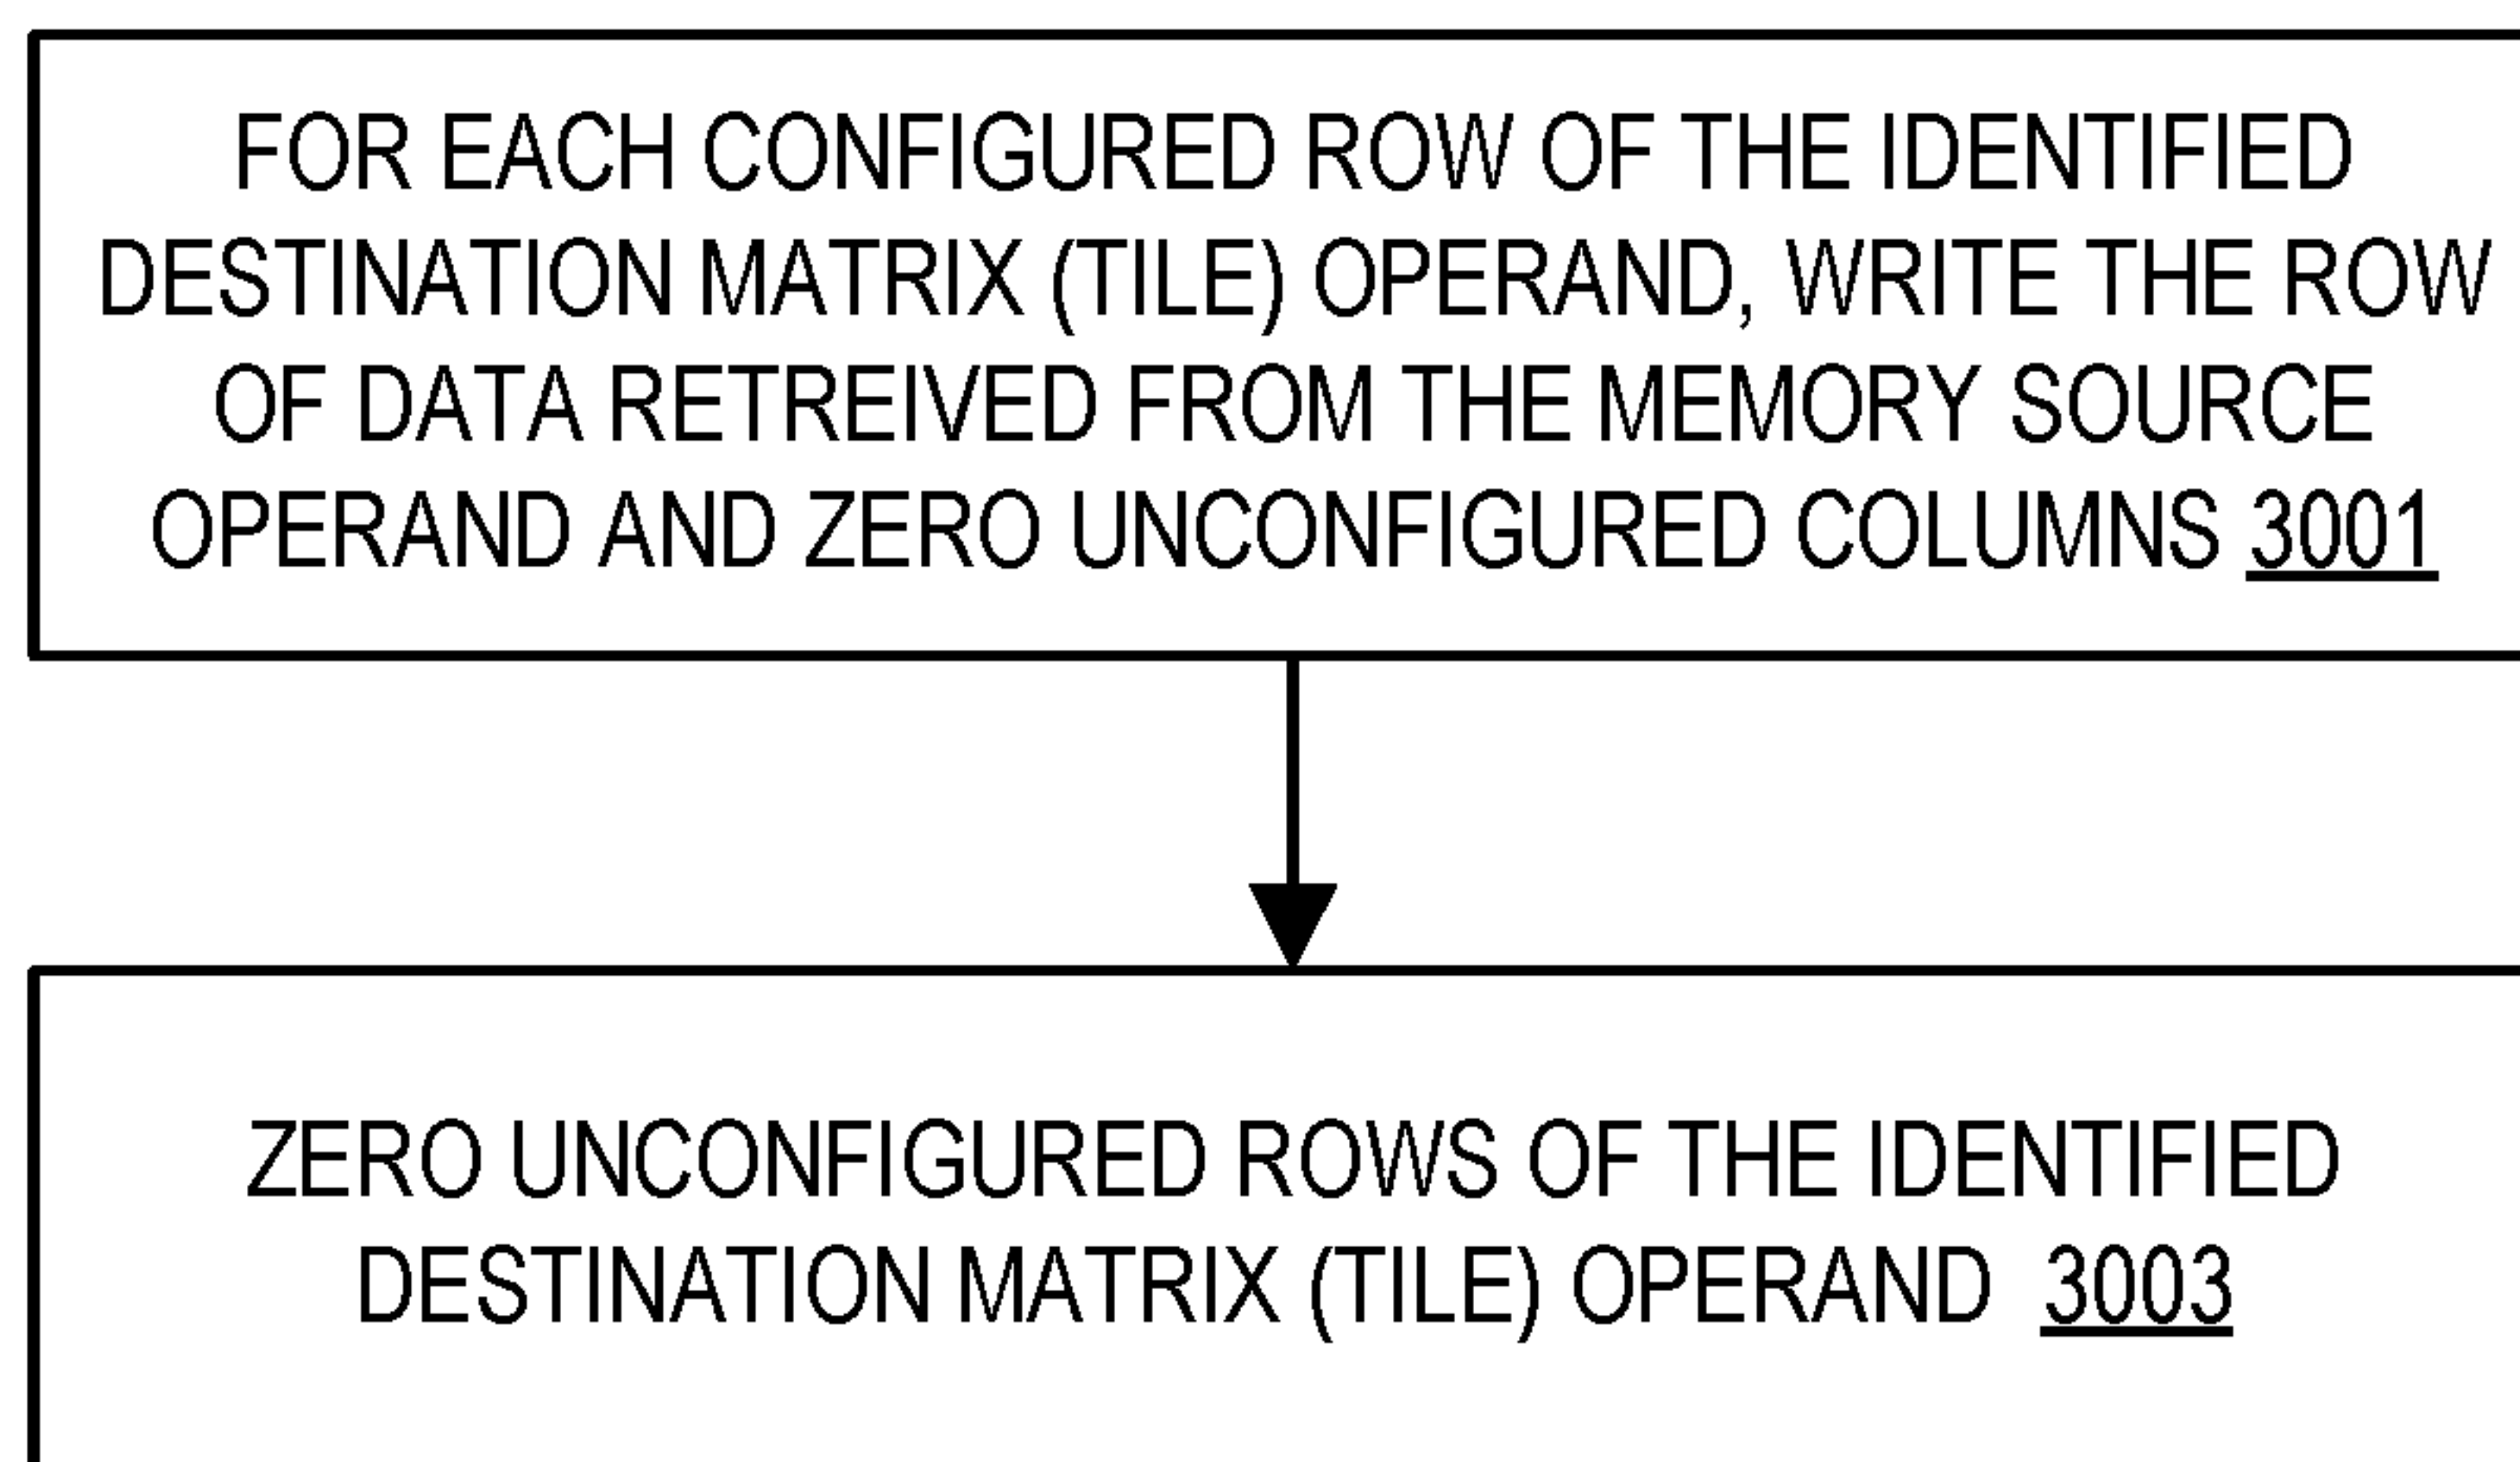 FOR EACH CONFIGURED ROW OF THE IDENTIFIED
DESTINATION MATRIX (TILE) OPERAND, WRITE THE ROW
OF DATA RETREIVED FROM THE MEMORY SOURCE
OPERAND AND ZERO UNCONFIGURED COLUMNS 3001
ZERO UNCONFIGURED ROWS OF THE IDENTIFIED
DESTINATION MATRIX (TILE) OPERAND 3003